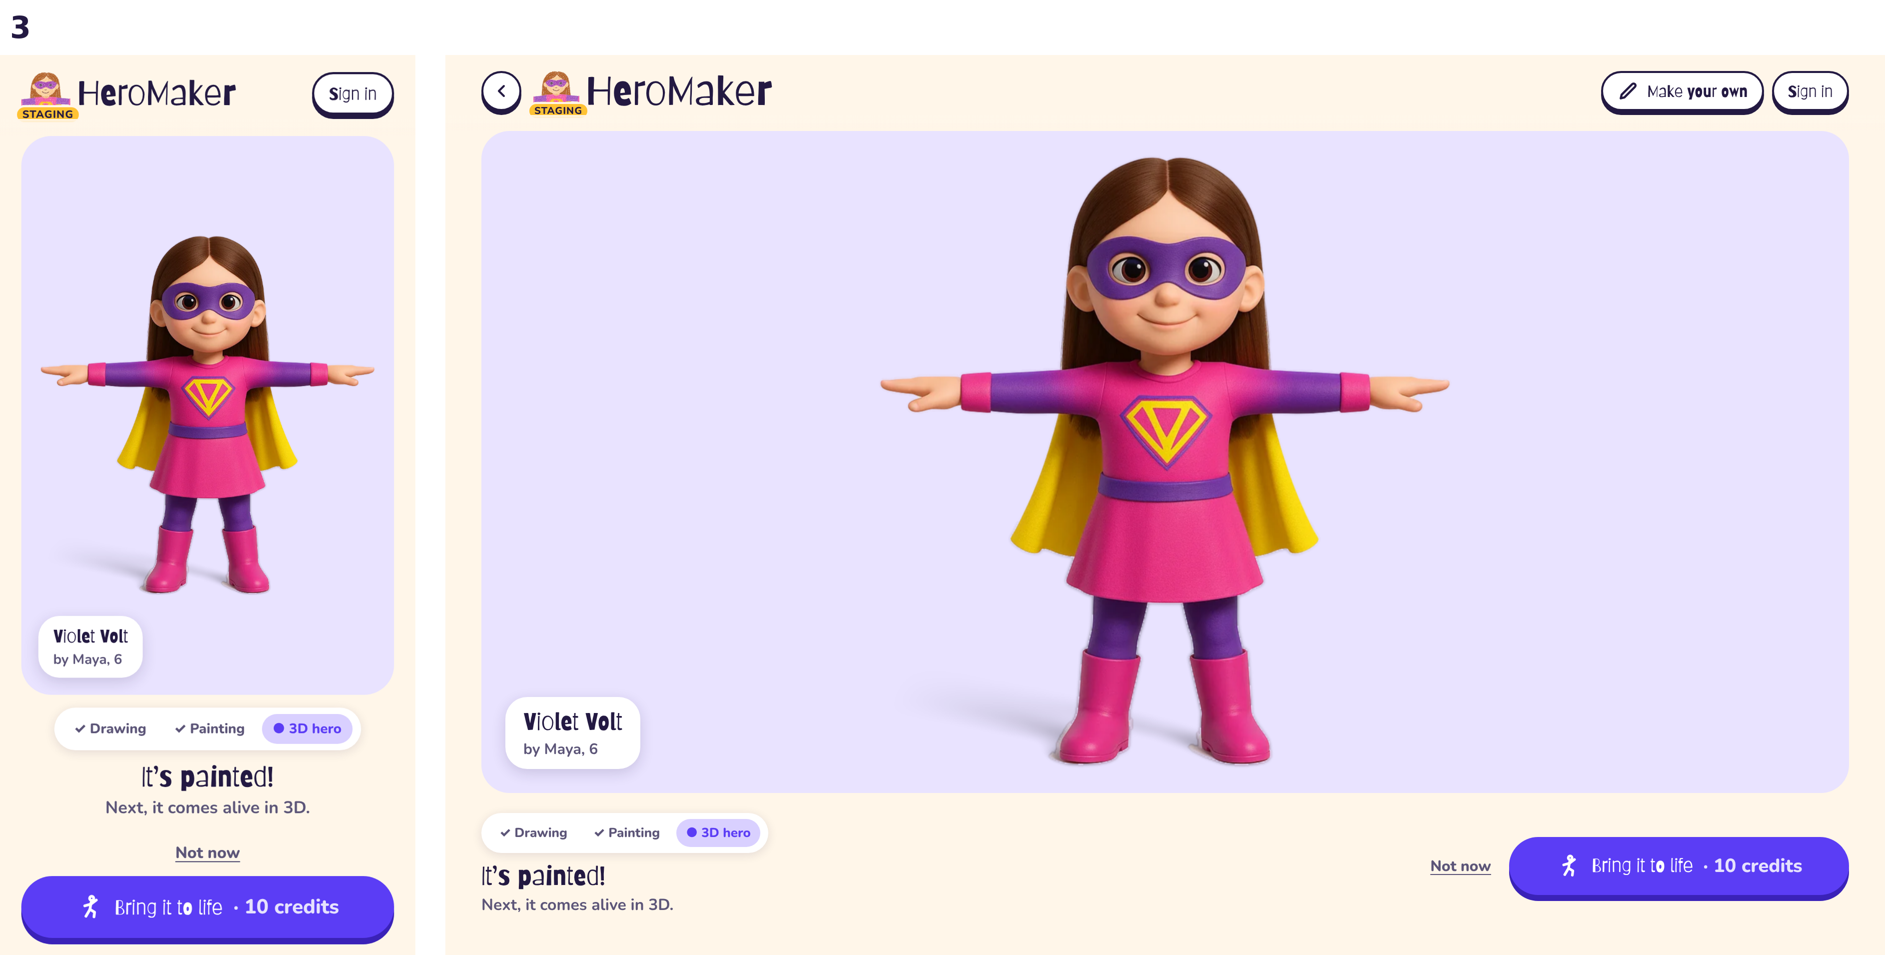 3
HeroMaker
STAGING
Sign in
Violet Volt
by Maya, 6
Drawing
Painting
3D hero
It's painted!
Next, it comes alive in 3D.
Not now
Bring it to life · 10 credits
HeroMaker
STAGING
Make your own
Sign in
Violet Volt
by Maya, 6
Drawing
Painting
3D hero
It's painted!
Next, it comes alive in 3D.
Not now
Bring it to life · 10 credits